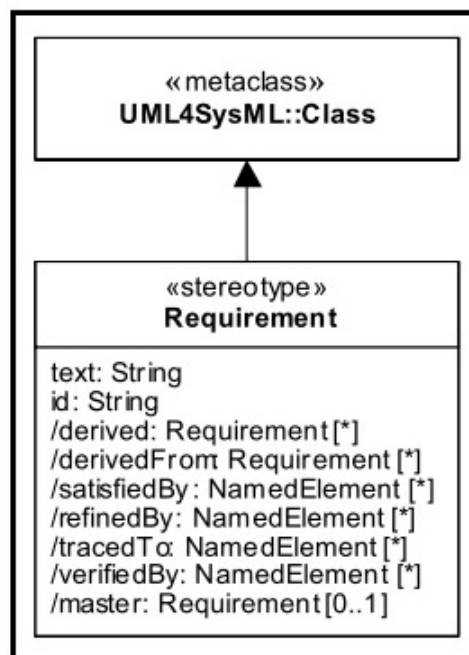 «metaclass»
UML4SysML::Class
«stereotype»
Requirement
text: String
id: String
/derived: Requirement[*]
/derivedFrom: Requirement[*]
/satisfiedBy: NamedElement[*]
/refinedBy: NamedElement[*]
/tracedTo: NamedElement[*]
/verifiedBy: NamedElement[*]
/master: Requirement[0..1]